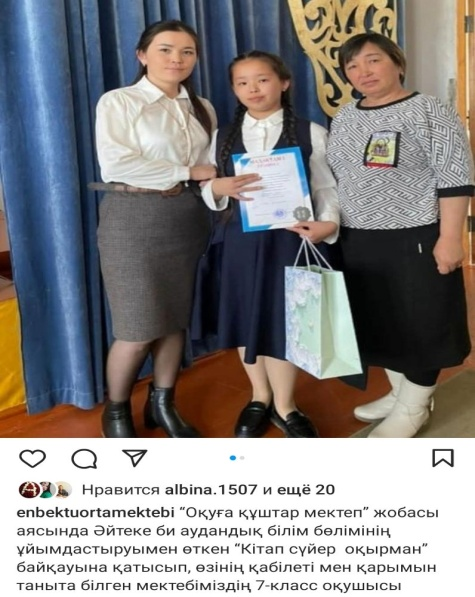 Нравится albina.1507 и ещё 20
enbektuortamektebi “Оқуға құштар мектеп” жобасы
аясында Әйтеке би аудандық білім бөлімінің
ұйымдастыруымен өткен “Кітап сүйер оқырман”
байқауына қатысып, өзінің қабілеті мен қарымын
таныта білген мектебіміздің 7-класс оқушысы